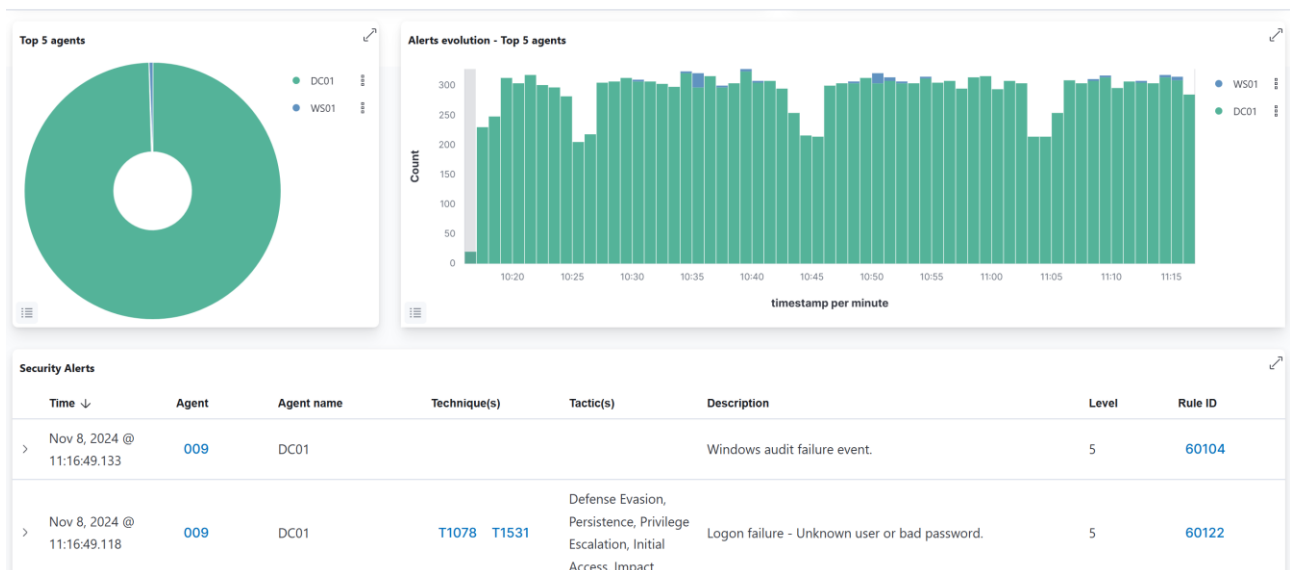 Top 5 agents
DC01
WS01
Alerts evolution - Top 5 agents
Count
300
250
200
150
100
50
0
10:20 10:25 10:30 10:35 10:40 10:45 10:50 10:55 11:00 11:05 11:10 11:15
timestamp per minute
WS01
DC01
Security Alerts
Time Agent Agent name Technique(s) Tactic(s) Description Level Rule ID
Nov 8, 2024 @
11:16:49.133
009 DC01 Windows audit failure event. 5 60104
Nov 8, 2024 @
11:16:49.118
009 DC01 T1078 T1531
Defense Evasion,
Persistence, Privilege
Escalation, Initial
Access, Impact
Logon failure - Unknown user or bad password. 5 60122